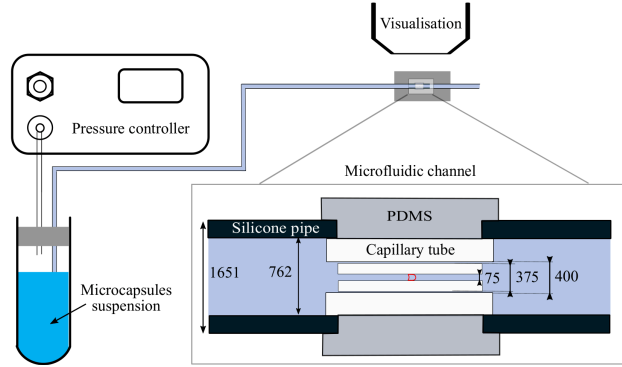 Visualisation
Pressure controller
Microfluidic channel
PDMS
Silicone pipe
Capillary tube
1651
762
75
375
400
Microcapsules
suspension